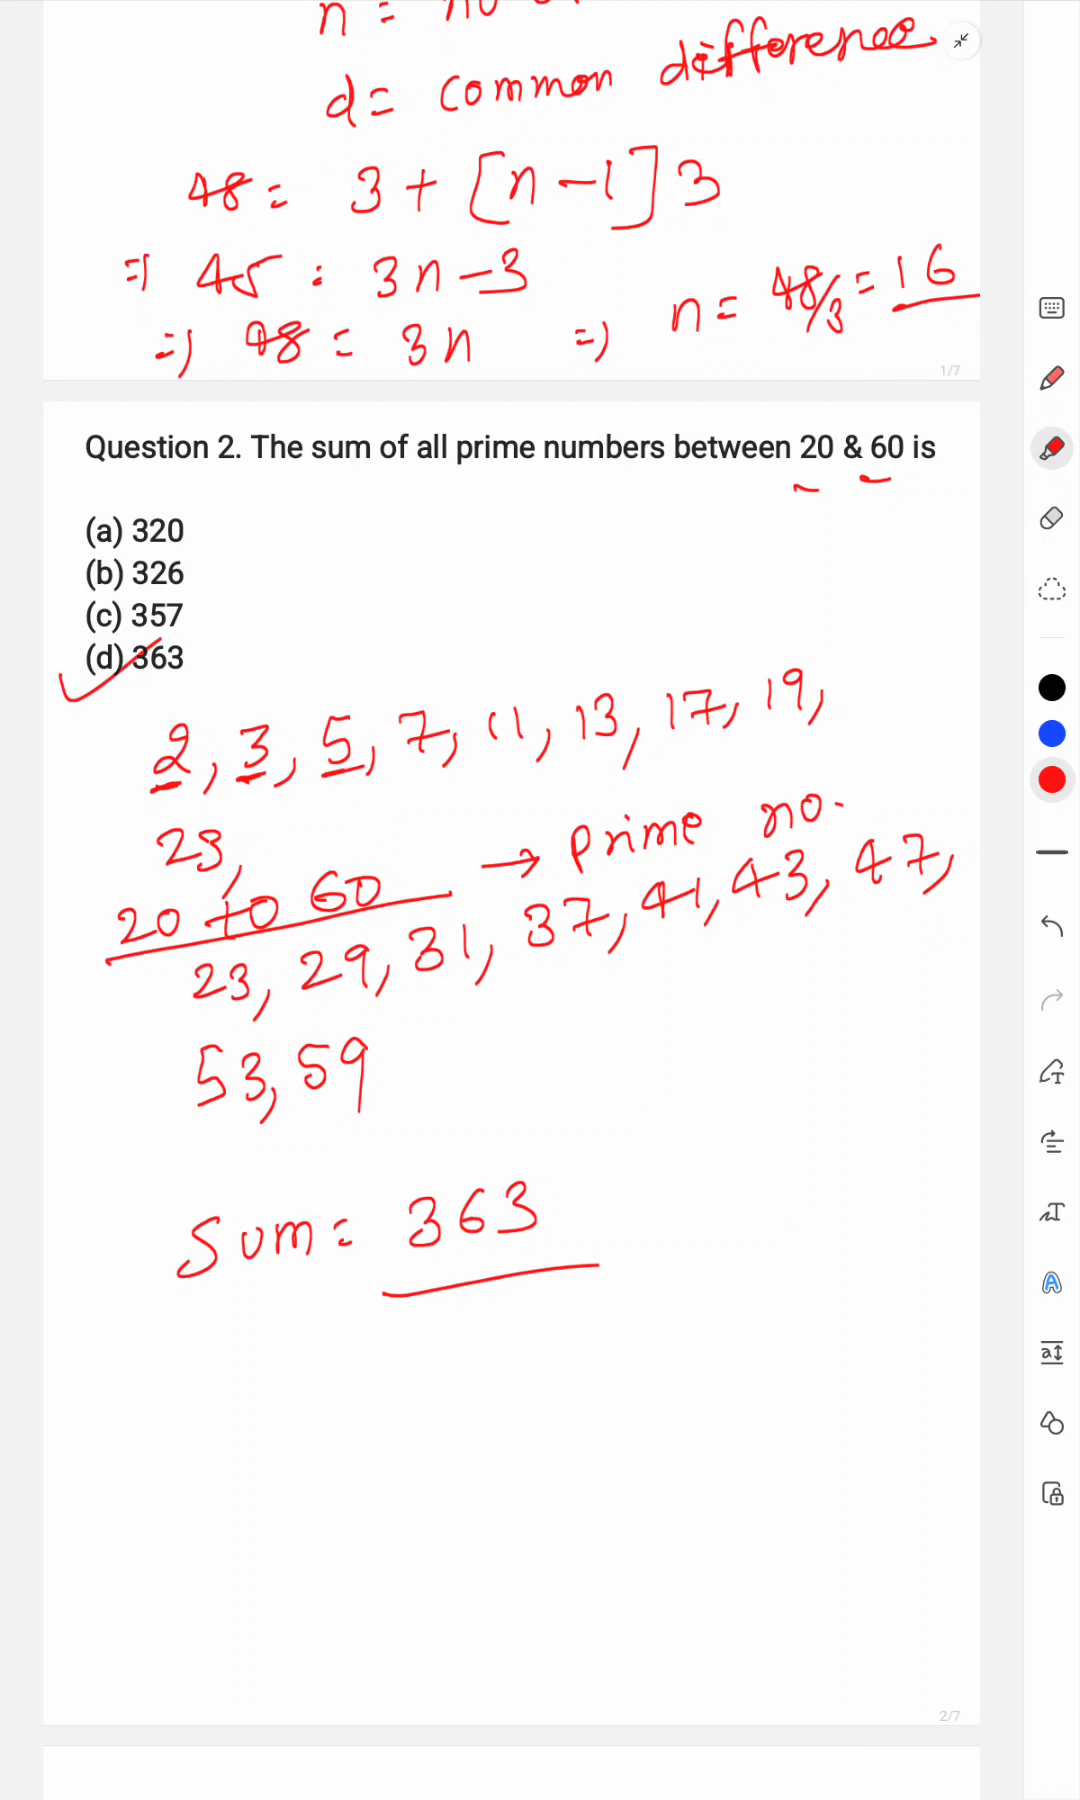 n = no
d = common difference
48 = 3 + [n - 1] 3
=) 45 = 3n - 3
=) 48 = 3n =) n = 48/3 = 16
1/7
Question 2. The sum of all prime numbers between 20 & 60 is
(a) 320
(b) 326
(c) 357
(d) 363
2, 3, 5, 7, 11, 13, 17, 19,
23,
20 to 60 → Prime no.
23, 29, 31, 37, 41, 43, 47,
53, 59
Sum = 363
2/7